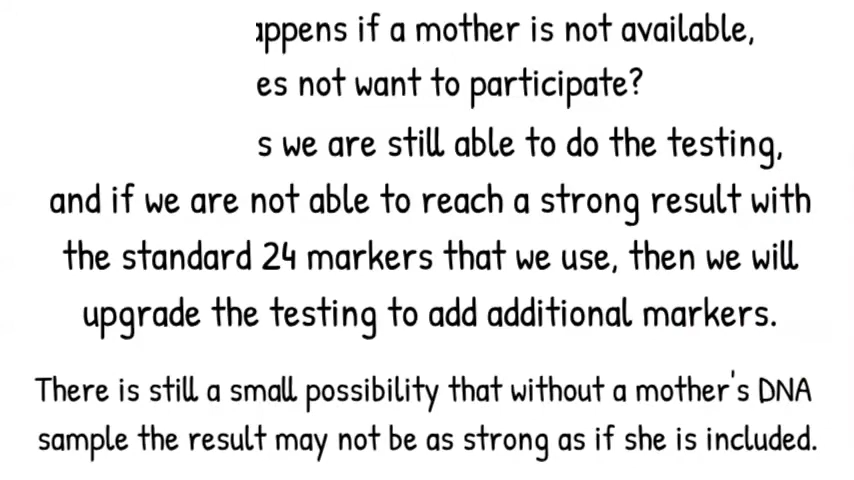 if a mother is not available,
not want to participate?
we are still able to do the testing,
and if we are not able to reach a strong result with
the standard 24 markers that we use, then we will
upgrade the testing to add additional markers.
There is still a small possibility that without a mother's DNA
sample the result may not be as strong as if she is included.